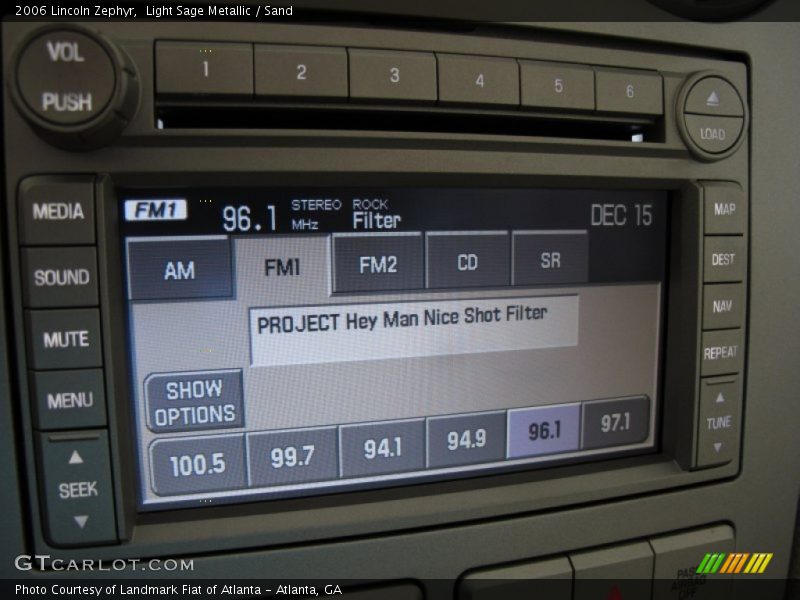 2006 Lincoln Zephyr, Light Sage Metallic / Sand
VOL
PUSH
1 2 3 4 5 6
LOAD
MEDIA
SOUND
MUTE
MENU
SEEK
FM1 96.1 MHz STEREO ROCK Filter DEC 15
AM FM1 FM2 CD SR
PROJECT Hey Man Nice Shot Filter
SHOW
OPTIONS
100.5 99.7 94.1 94.9 96.1 97.1
MAP
DEST
NAV
REPEAT
TUNE
PASS
AIRBAG
OFF
GTCARLOT.COM
Photo Courtesy of Landmark Fiat of Atlanta - Atlanta, GA